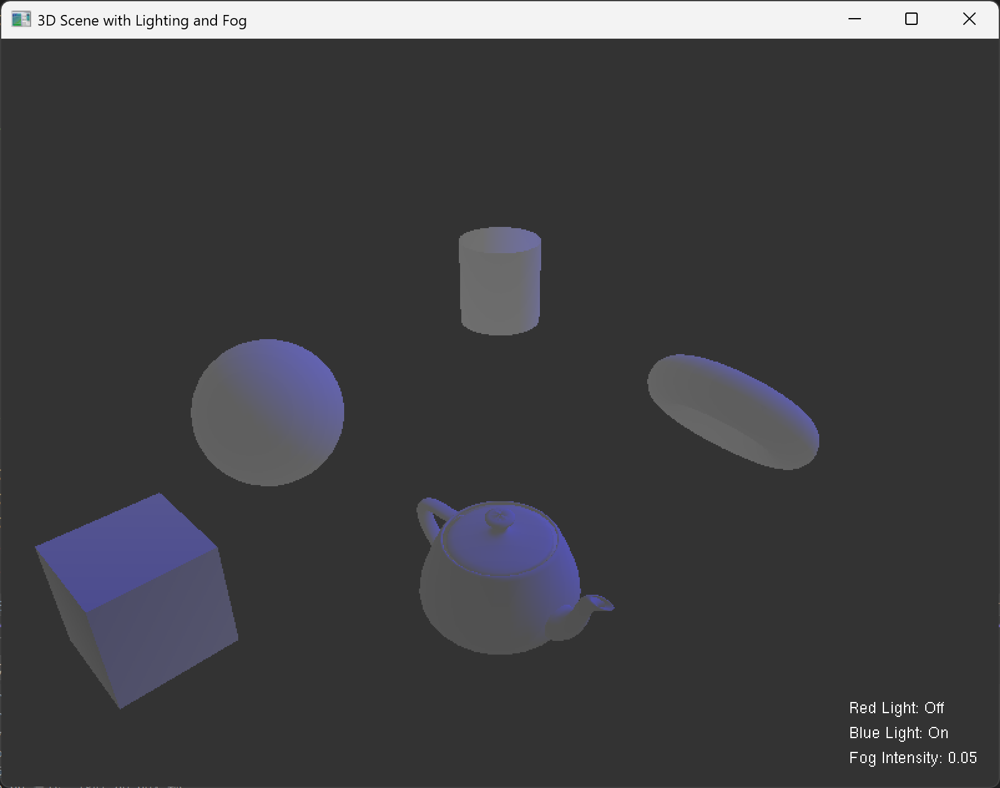 3D Scene with Lighting and Fog
Red Light: Off
Blue Light: On
Fog Intensity: 0.05